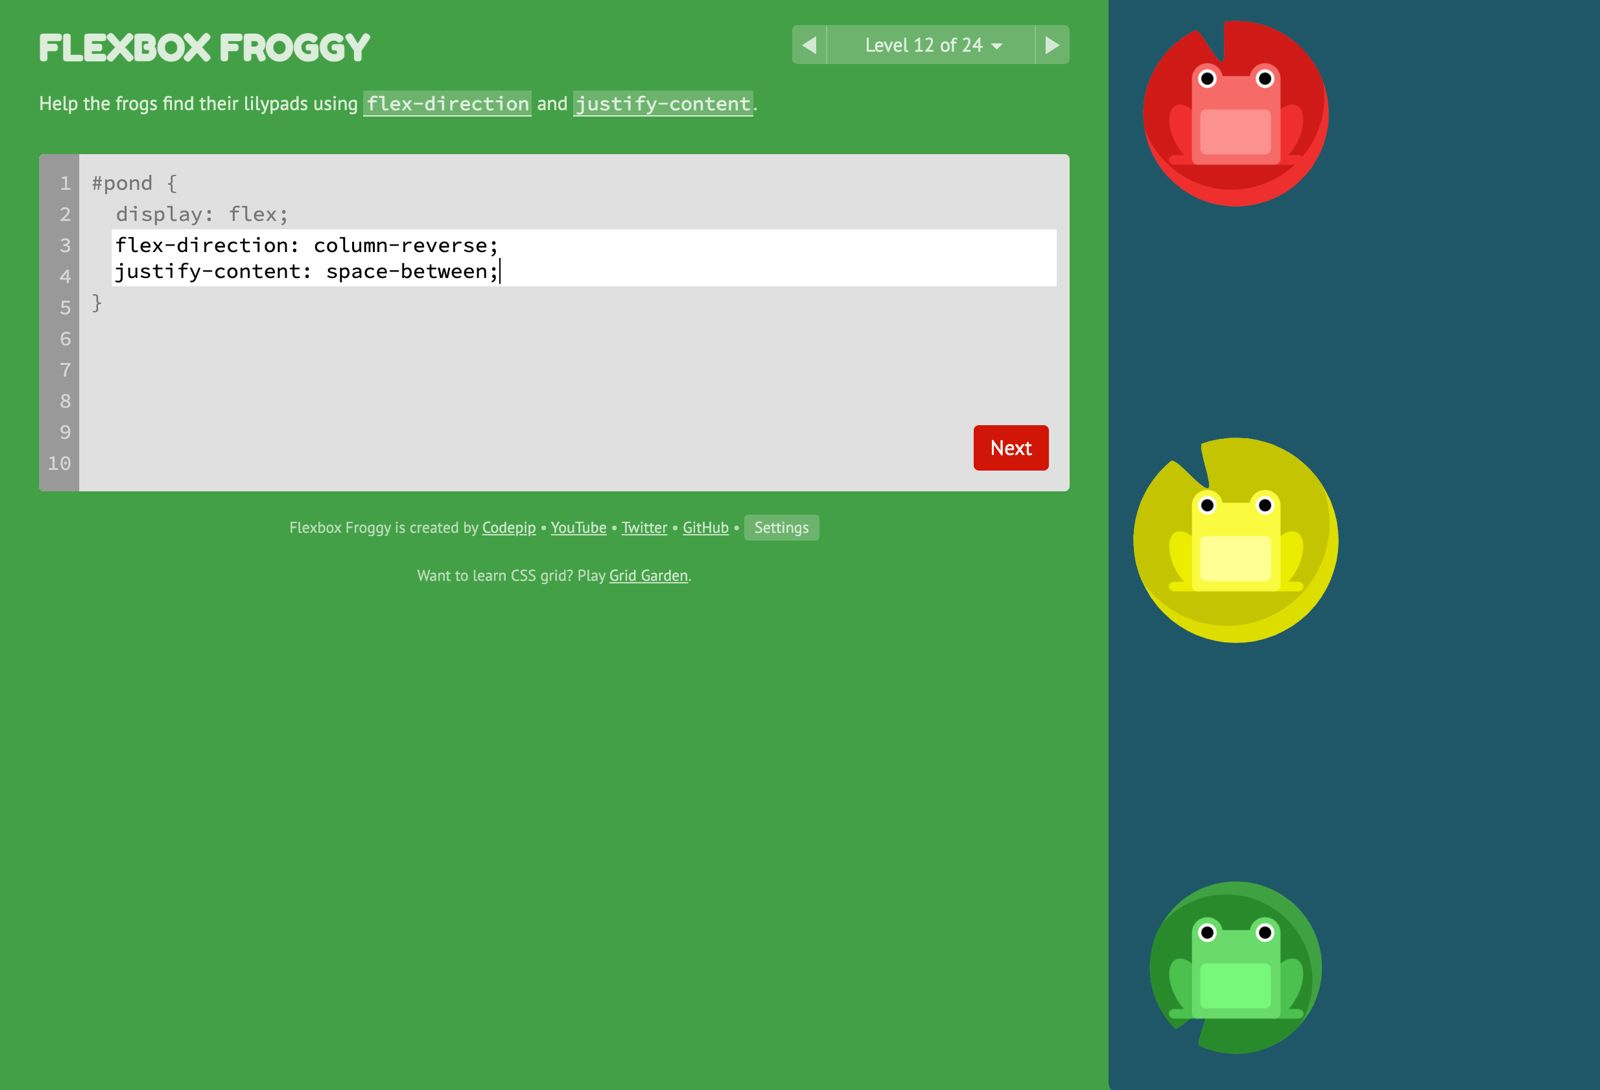 FLEXBOX FROGGY
Level 12 of 24
Help the frogs find their lilypads using flex-direction and justify-content.
1 #pond {
2 display: flex;
3 flex-direction: column-reverse;
4 justify-content: space-between;
5 }
6
7
8
9
10
Next
Flexbox Froggy is created by Codepip • YouTube • Twitter • GitHub • Settings
Want to learn CSS grid? Play Grid Garden.